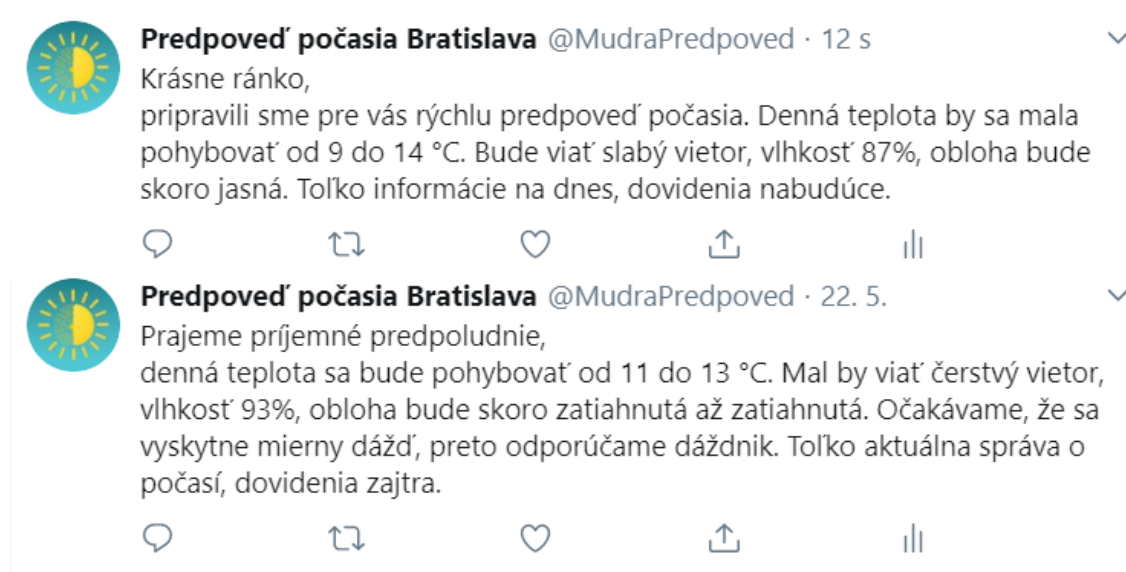 Predpoveď počasia Bratislava @MudraPredpoved · 12 s
Krásne ránko,
pripravili sme pre vás rýchlu predpoveď počasia. Denná teplota by sa mala
pohybovať od 9 do 14 °C. Bude viať slabý vietor, vlhkosť 87%, obloha bude
skoro jasná. Toľko informácie na dnes, dovidenia nabudúce.
Predpoveď počasia Bratislava @MudraPredpoved · 22. 5.
Prajeme príjemné predpoludnie,
denná teplota sa bude pohybovať od 11 do 13 °C. Mal by viať čerstvý vietor,
vlhkosť 93%, obloha bude skoro zatiahnutá až zatiahnutá. Očakávame, že sa
vyskytne mierny dážď, preto odporúčame dáždnik. Toľko aktuálna správa o
počasí, dovidenia zajtra.